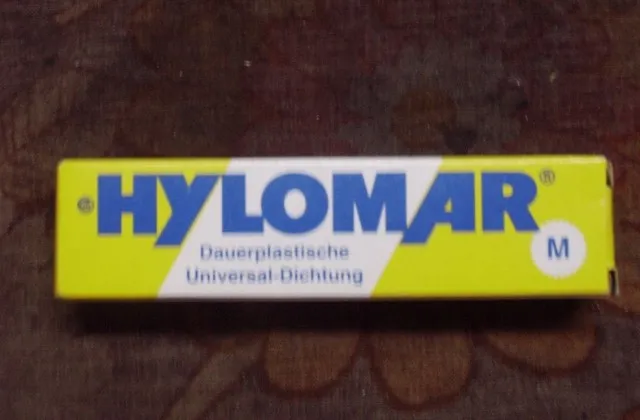 HYLOMAR®
Dauerplastische
Universal-Dichtung
M